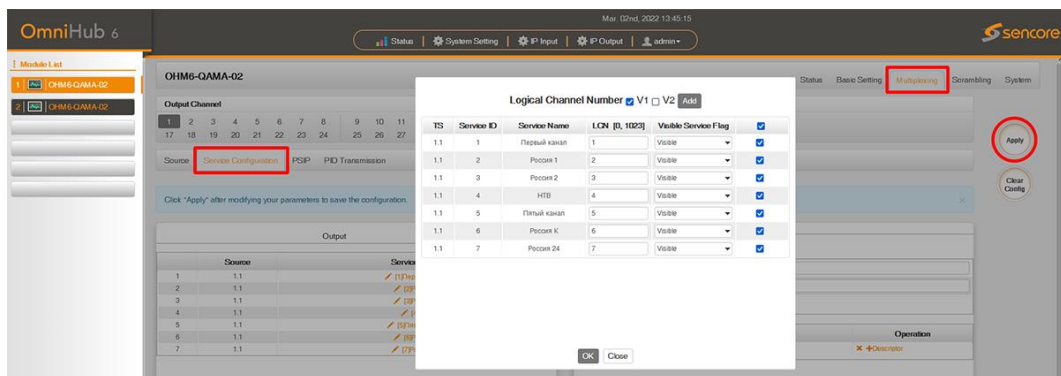 Mar. 02nd, 2022 13:45:15
OmniHub 6
Status | System Setting | IP Input | IP Output | admin
sencore
Module List
1 OHM6-QAMA-02
2 OHM6-QAMA-02
OHM6-QAMA-02
Status Basic Setting Multiplexing Scrambling System
Output Channel
1 2 3 4 5 6 7 8 9 10 11
17 18 19 20 21 22 23 24 25 26 27
Source Service Configuration PSIP PID Transmission
Click "Apply" after modifying your parameters to save the configuration.
Output
Source
1 1.1
2 1.1
3 1.1
4 1.1
5 1.1
6 1.1
7 1.1
Logical Channel Number V1 V2 Add
TS Service ID Service Name LCN [0, 1023] Visible Service Flag
1.1 1 Первый канал 1 Visible
1.1 2 Россия 1 2 Visible
1.1 3 Россия 2 3 Visible
1.1 4 НТВ 4 Visible
1.1 5 Пятый канал 5 Visible
1.1 6 Россия К 6 Visible
1.1 7 Россия 24 7 Visible
OK Close
Apply
Clear Config
Operation
+Descriptor